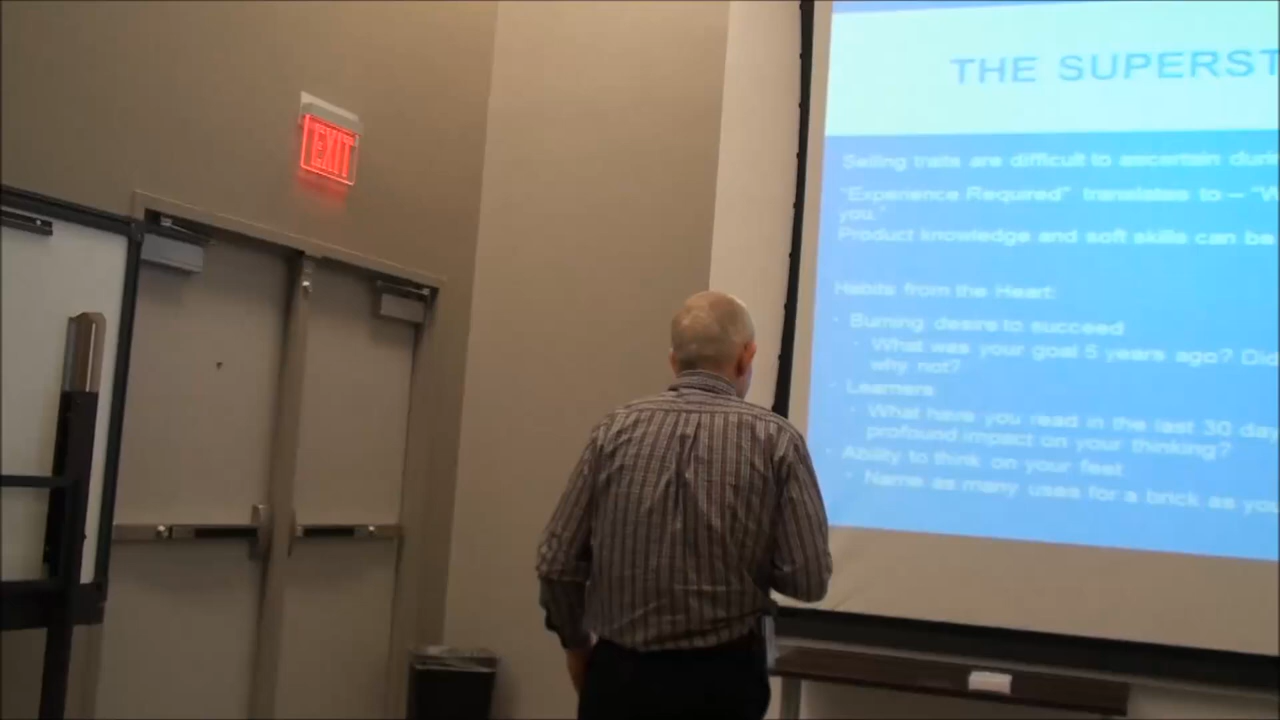 EXIT
THE SUPERST
Selling traits are difficult to ascertain durin
"Experience Required" translates to – "W
you."
Product knowledge and soft skills can be
Habits from the Heart:
Burning desire to succeed
What was your goal 5 years ago? Did
why not?
Learners
What have you read in the last 30 day
profound impact on your thinking?
Ability to think on your feet
Name as many uses for a brick as you